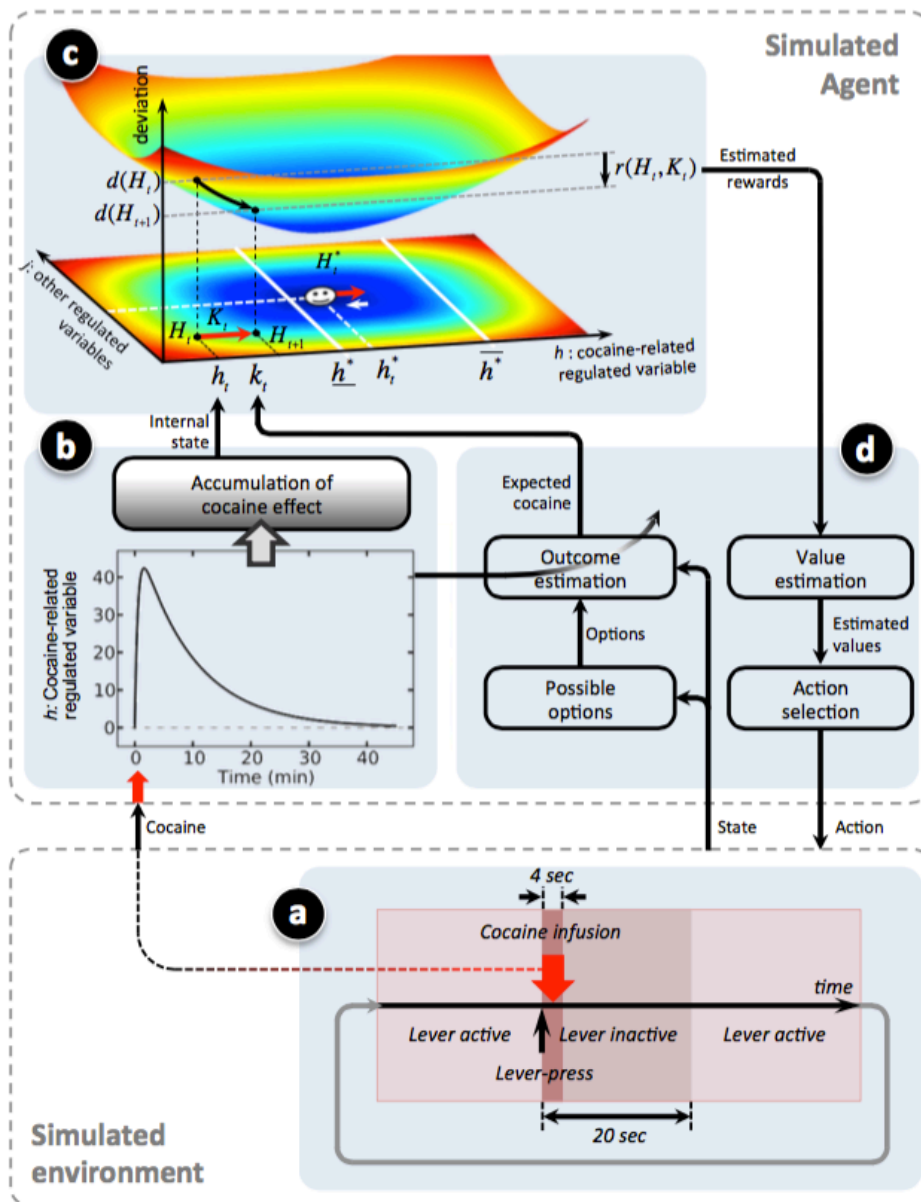 c
Simulated
Agent
deviation
d(H_t)
d(H_{t+1})
r(H_t, K_t)
Estimated
rewards
j: other regulated
variables
H_t^*
K_t
H_t
H_{t+1}
h_t
k_t
\underline{h}^*
h_t^*
\overline{h}^*
h : cocaine-related
regulated variable
b
Internal
state
Accumulation of
cocaine effect
h: Cocaine-related
regulated variable
40
30
20
10
0
0
10
20
30
40
Time (min)
d
Expected
cocaine
Outcome
estimation
Options
Possible
options
Value
estimation
Estimated
values
Action
selection
Cocaine
State
Action
a
4 sec
Cocaine infusion
time
Lever active
Lever inactive
Lever active
Lever-press
20 sec
Simulated
environment